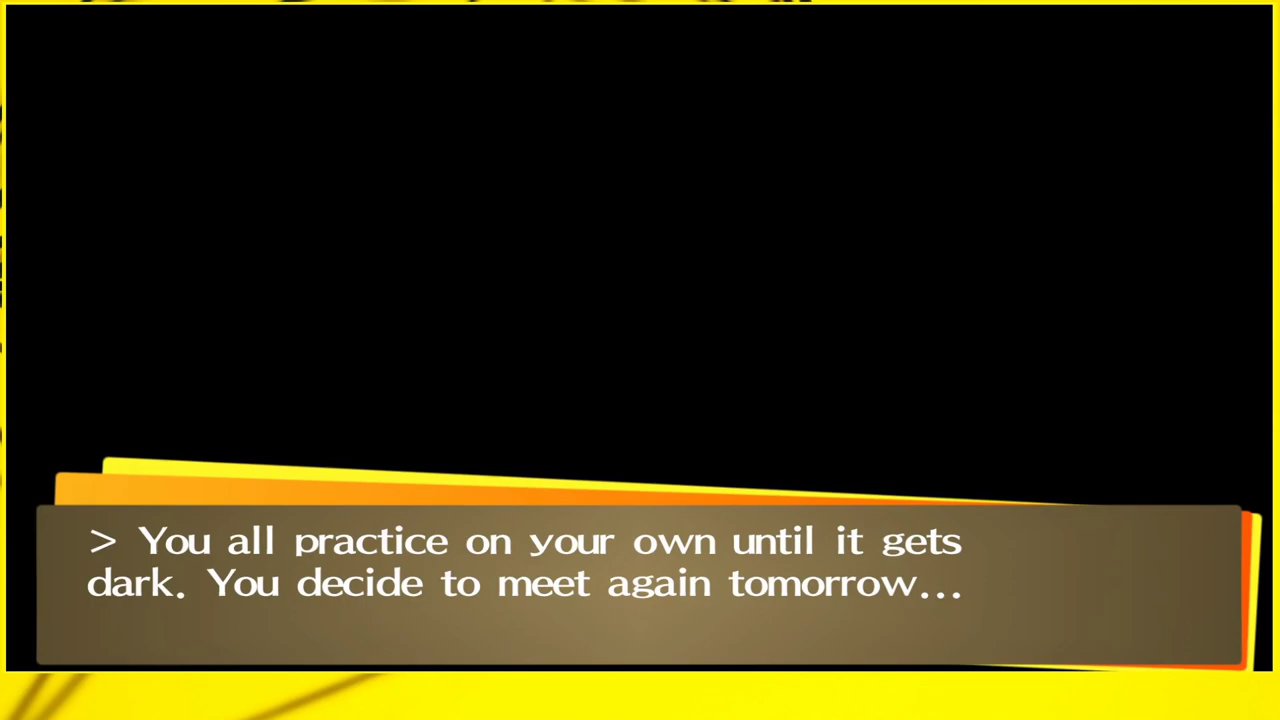 > You all practice on your own until it gets
dark. You decide to meet again tomorrow...